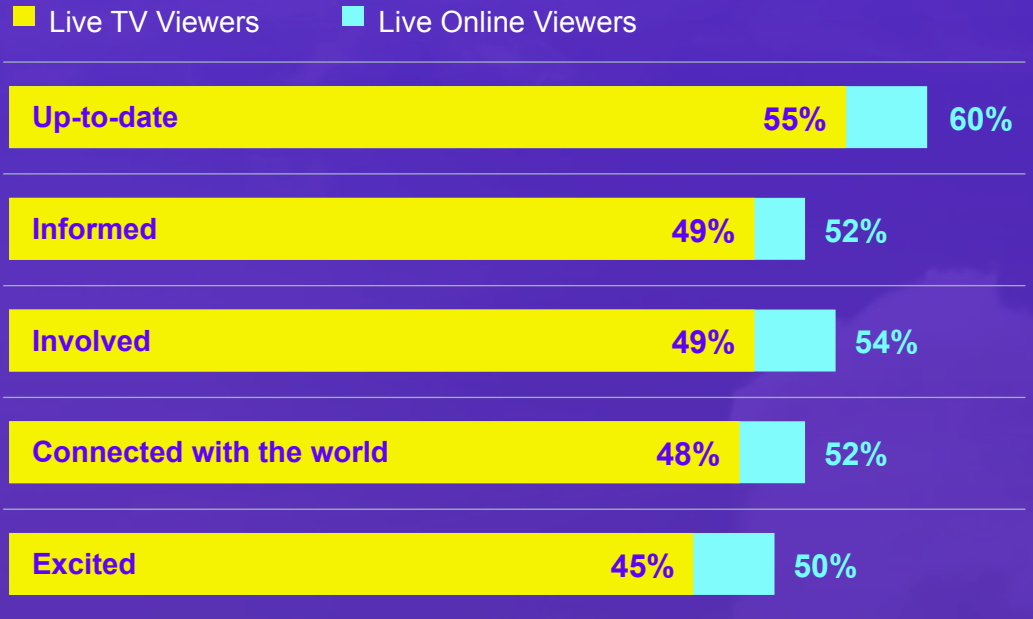 Live TV Viewers Live Online Viewers
Up-to-date 55% 60%
Informed 49% 52%
Involved 49% 54%
Connected with the world 48% 52%
Excited 45% 50%